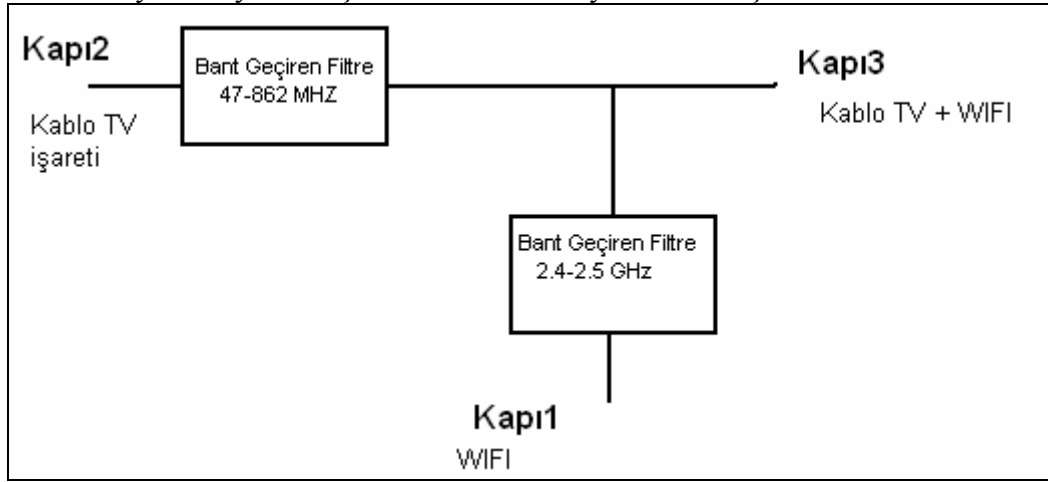 Kapı2
Bant Geçiren Filtre
47-862 MHZ
Kapı3
Kablo TV
işareti
Kablo TV + WIFI
Bant Geçiren Filtre
2.4-2.5 GHz
Kapı1
WIFI